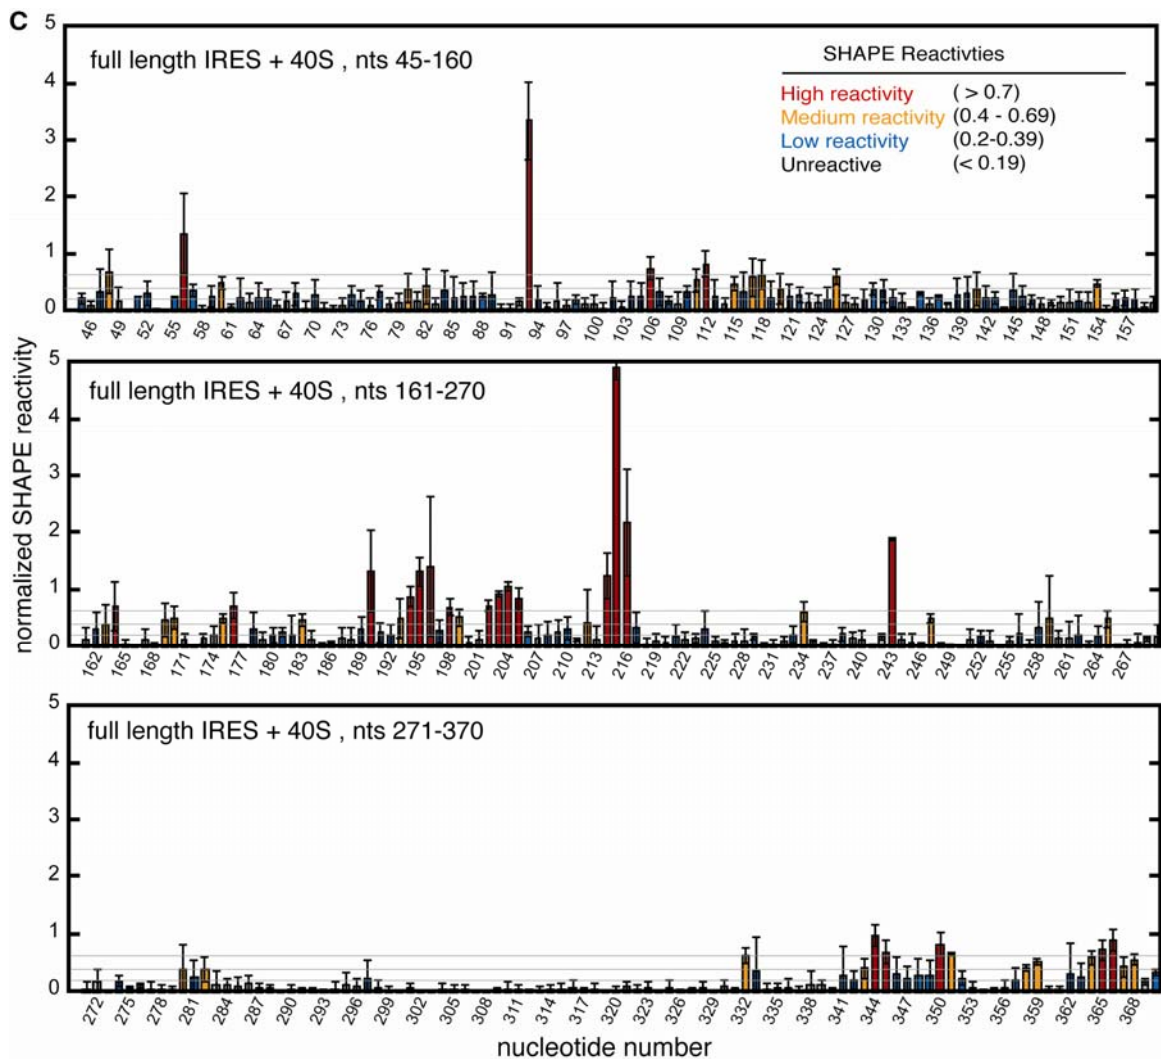 C
full length IRES + 40S , nts 45-160
SHAPE Reactivties
High reactivity ( > 0.7)
Medium reactivity (0.4 - 0.69)
Low reactivity (0.2-0.39)
Unreactive (< 0.19)
5
4
3
2
1
0
46 49 52 55 58 61 64 67 70 73 76 79 82 85 88 91 94 97 100 103 106 109 112 115 118 121 124 127 130 133 136 139 142 145 148 151 154 157
full length IRES + 40S , nts 161-270
5
4
3
2
1
0
162 165 168 171 174 177 180 183 186 189 192 195 198 201 204 207 210 213 216 219 222 225 228 231 234 237 240 243 246 249 252 255 258 261 264 267
normalized SHAPE reactivity
full length IRES + 40S , nts 271-370
5
4
3
2
1
0
272 275 278 281 284 287 290 293 296 299 302 305 308 311 314 317 320 323 326 329 332 335 338 341 344 347 350 353 356 359 362 365 368
nucleotide number